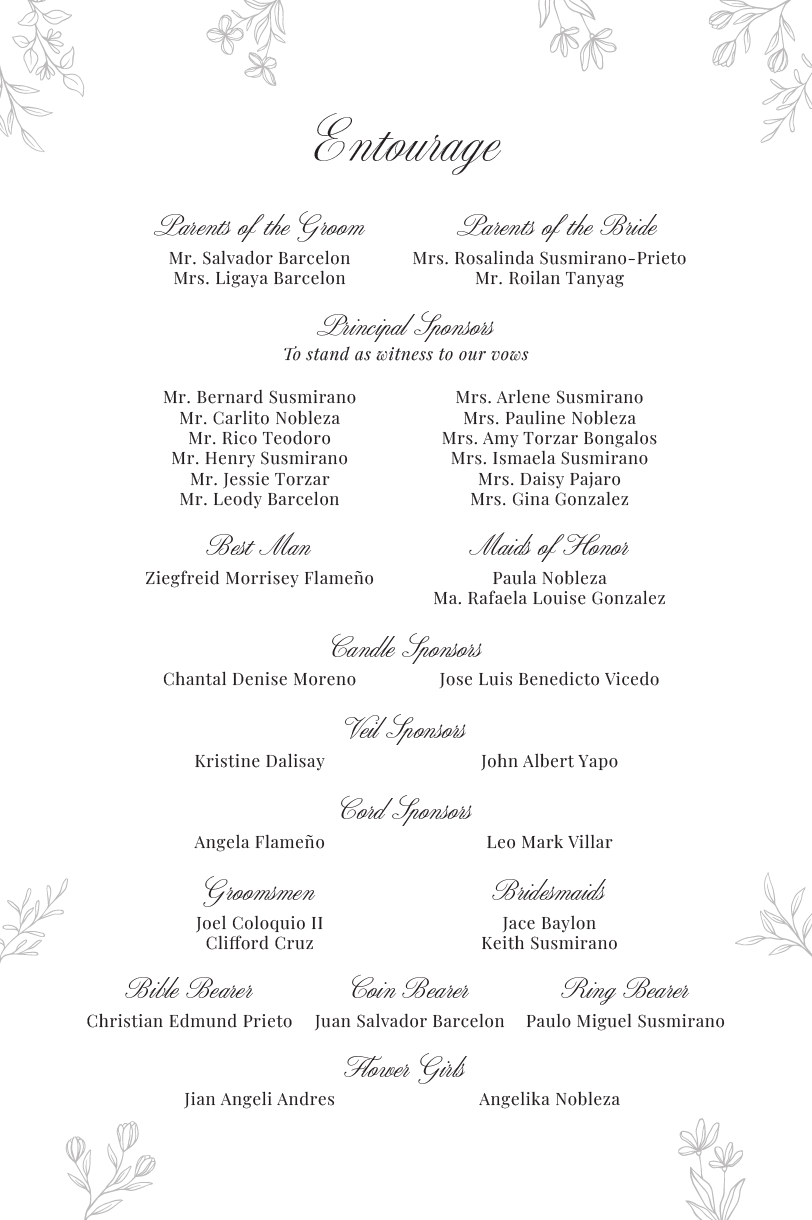 Entourage
Parents of the Groom
Mr. Salvador Barcelon
Mrs. Ligaya Barcelon
Parents of the Bride
Mrs. Rosalinda Susmirano-Prieto
Mr. Roilan Tanyag
Principal Sponsors
To stand as witness to our vows
Mr. Bernard Susmirano
Mr. Carlito Nobleza
Mr. Rico Teodoro
Mr. Henry Susmirano
Mr. Jessie Torzar
Mr. Leody Barcelon
Mrs. Arlene Susmirano
Mrs. Pauline Nobleza
Mrs. Amy Torzar Bongalos
Mrs. Ismaela Susmirano
Mrs. Daisy Pajaro
Mrs. Gina Gonzalez
Best Man
Ziegfreid Morrisey Flameño
Maids of Honor
Paula Nobleza
Ma. Rafaela Louise Gonzalez
Candle Sponsors
Chantal Denise Moreno
Jose Luis Benedicto Vicedo
Veil Sponsors
Kristine Dalisay
John Albert Yapo
Cord Sponsors
Angela Flameño
Leo Mark Villar
Groomsmen
Joel Coloquio II
Clifford Cruz
Bridesmaids
Jace Baylon
Keith Susmirano
Bible Bearer
Christian Edmund Prieto
Coin Bearer
Juan Salvador Barcelon
Ring Bearer
Paulo Miguel Susmirano
Flower Girls
Jian Angeli Andres
Angelika Nobleza